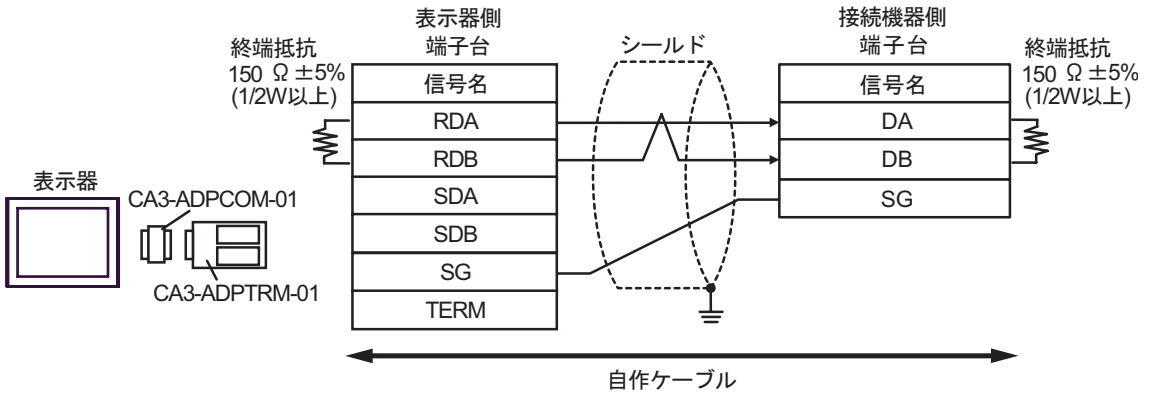 表示器側
端子台
接続機器側
端子台
終端抵抗
150 Ω ±5%
(1/2W以上)
シールド
終端抵抗
150 Ω ±5%
(1/2W以上)
信号名
RDA
RDB
SDA
SDB
SG
TERM
信号名
DA
DB
SG
表示器
CA3-ADPCOM-01
CA3-ADPTRM-01
自作ケーブル